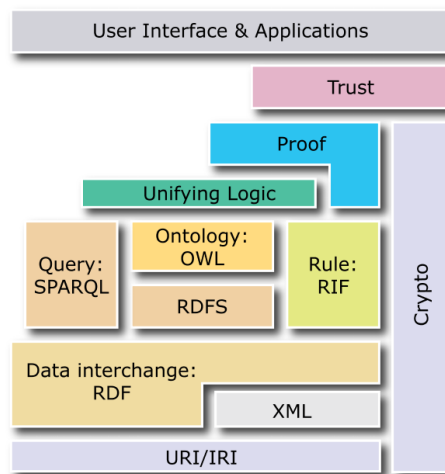 User Interface & Applications
Trust
Proof
Unifying Logic
Query:
SPARQL
Ontology:
OWL
RDFS
Rule:
RIF
Crypto
Data interchange:
RDF
XML
URI/IRI